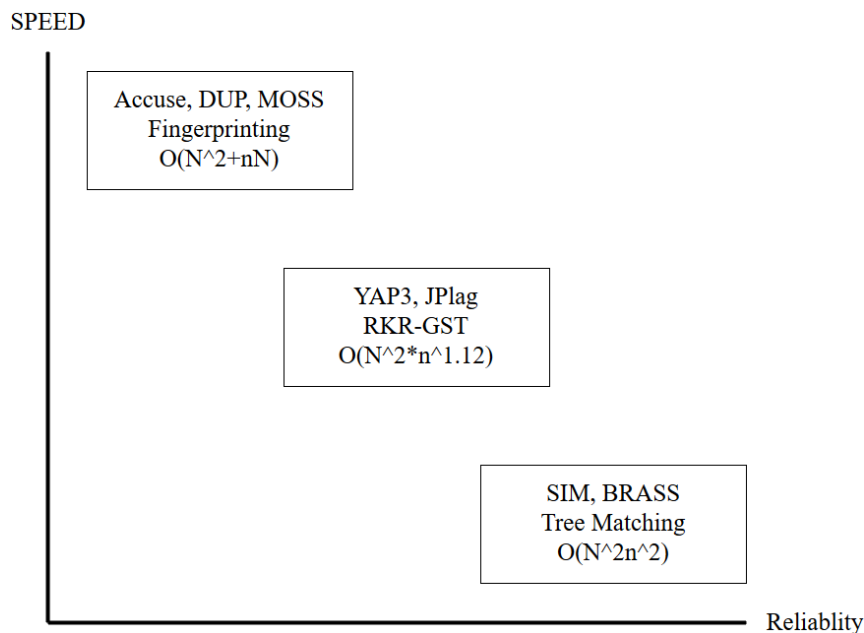 SPEED
Accuse, DUP, MOSS
Fingerprinting
O(N^2+nN)
YAP3, JPlag
RKR-GST
O(N^2*n^1.12)
SIM, BRASS
Tree Matching
O(N^2n^2)
Reliablity